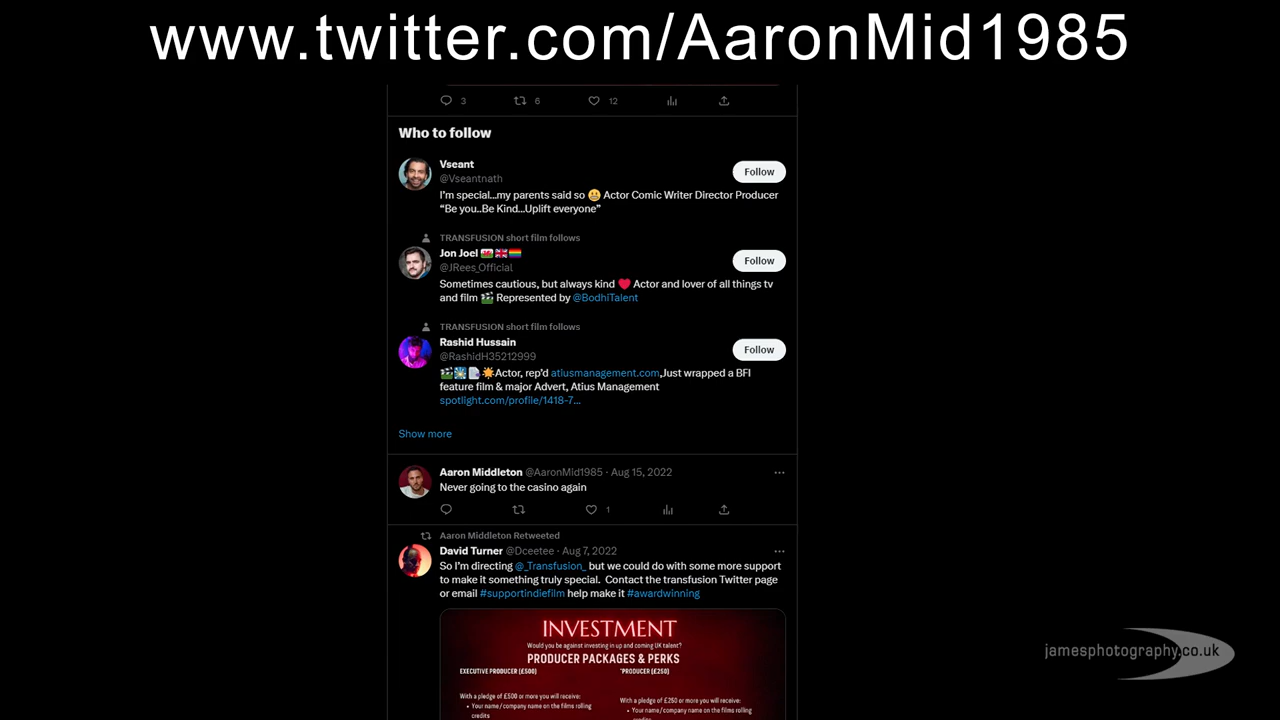 www.twitter.com/AaronMid1985
3 6 12
Who to follow
Vseant
@Vseantnath
Follow
I'm special...my parents said so 😬 Actor Comic Writer Director Producer
“Be you..Be Kind...Uplift everyone”
TRANSFUSION short film follows
Jon Joel 🏴󠁧󠁢󠁷󠁬󠁳󠁿🇬🇧🏳️‍🌈
@JRees_Official
Follow
Sometimes cautious, but always kind ❤️ Actor and lover of all things tv
and film 🎬 Represented by @BodhiTalent
TRANSFUSION short film follows
Rashid Hussain
@RashidH35212999
Follow
Actor, rep'd atiusmanagement.com,Just wrapped a BFI
feature film & major Advert, Atius Management
spotlight.com/profile/1418-7...
Show more
Aaron Middleton @AaronMid1985 · Aug 15, 2022
Never going to the casino again
1
Aaron Middleton Retweeted
David Turner @Dceetee · Aug 7, 2022
So I'm directing @_Transfusion_ but we could do with some more support
to make it something truly special. Contact the transfusion Twitter page
or email #supportindiefilm help make it #awardwinning
INVESTMENT
Would you be against investing in up and coming UK talent?
PRODUCER PACKAGES & PERKS
EXECUTIVE PRODUCER (£500)
*PRODUCER (£250)
With a pledge of £500 or more you will receive:
• Your name/company name on the films rolling
credits
With a pledge of £250 or more you will receive:
• Your name/company name on the films rolling
credits
jamesphotography.co.uk